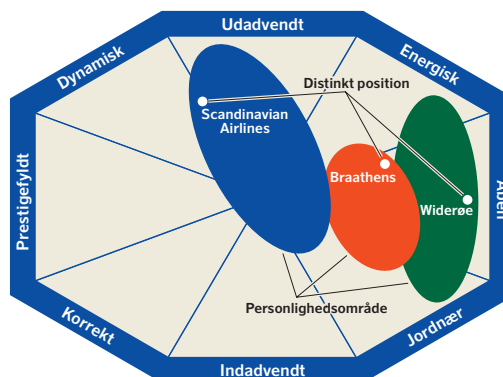 Udadvendt
Dynamisk
Energisk
Distinkt position
Scandinavian
Airlines
Braathens
Prestigefyldt
Åben
Widerøe
Personlighedsområde
Korrekt
Jordnær
Indadvendt